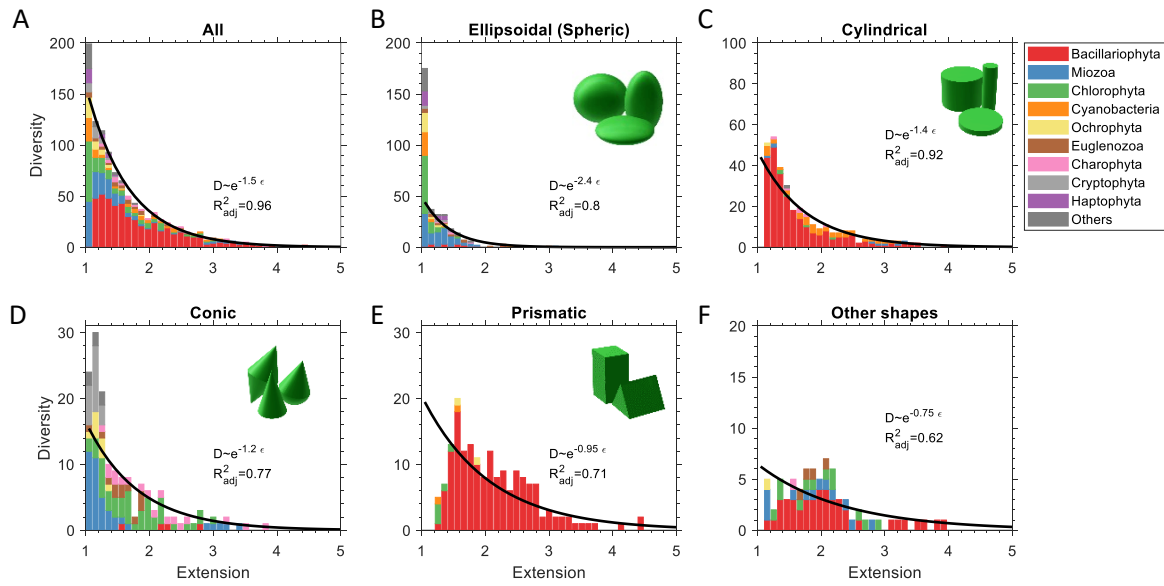 A
All
Diversity
200
150
100
50
0
1 2 3 4 5
D~e^-1.5 ϵ
R²adj=0.96
B
Ellipsoidal (Spheric)
200
150
100
50
0
1 2 3 4 5
D~e^-2.4 ϵ
R²adj=0.8
C
Cylindrical
100
80
60
40
20
0
1 2 3 4 5
D~e^-1.4 ϵ
R²adj=0.92
Bacillariophyta
Miozoa
Chlorophyta
Cyanobacteria
Ochrophyta
Euglenozoa
Charophyta
Cryptophyta
Haptophyta
Others
D
Conic
Diversity
30
20
10
0
1 2 3 4 5
Extension
D~e^-1.2 ϵ
R²adj=0.77
E
Prismatic
30
20
10
0
1 2 3 4 5
Extension
D~e^-0.95 ϵ
R²adj=0.71
F
Other shapes
20
15
10
5
0
1 2 3 4 5
Extension
D~e^-0.75 ϵ
R²adj=0.62